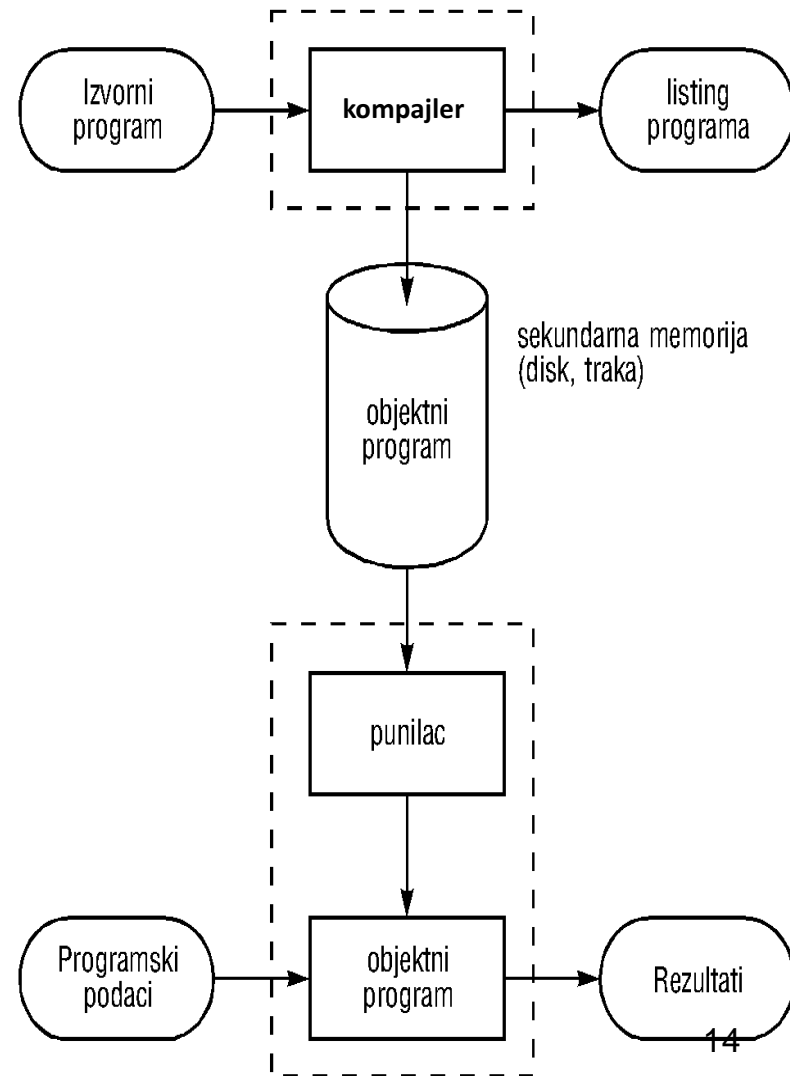 Izvorni
program
kompajler
listing
programa
sekundarna memorija
(disk, traka)
objektni
program
punilac
Programski
podaci
objektni
program
Rezultati
14